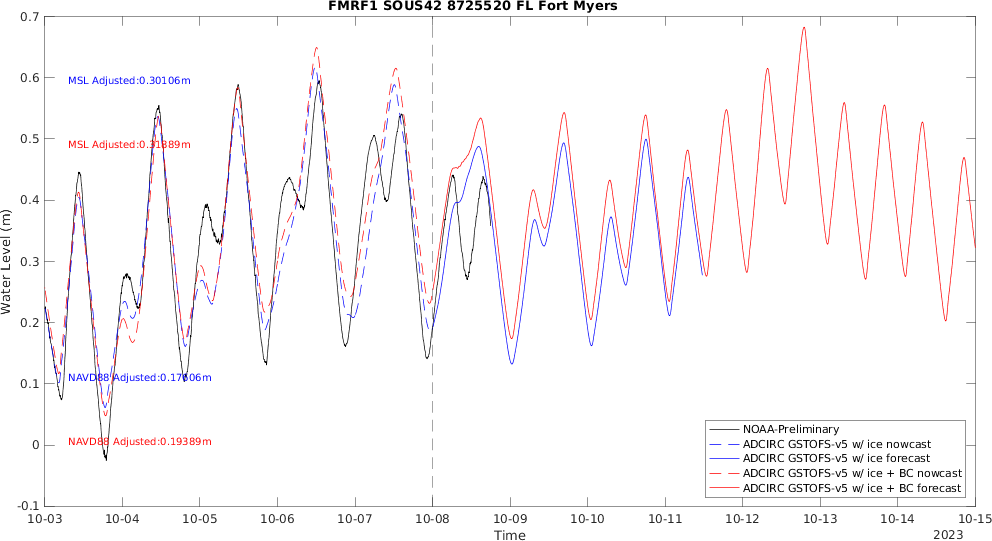 FMRF1 SOUS42 8725520 FL Fort Myers
0.7
0.6
0.5
0.4
0.3
0.2
0.1
0
-0.1
Water Level (m)
MSL Adjusted:0.30106m
MSL Adjusted:0.31389m
NAVD88 Adjusted:0.17606m
NAVD88 Adjusted:0.19389m
NOAA-Preliminary
ADCIRC GSTOFS-v5 w/ ice nowcast
ADCIRC GSTOFS-v5 w/ ice forecast
ADCIRC GSTOFS-v5 w/ ice + BC nowcast
ADCIRC GSTOFS-v5 w/ ice + BC forecast
10-03 10-04 10-05 10-06 10-07 10-08 10-09 10-10 10-11 10-12 10-13 10-14 10-15
Time
2023